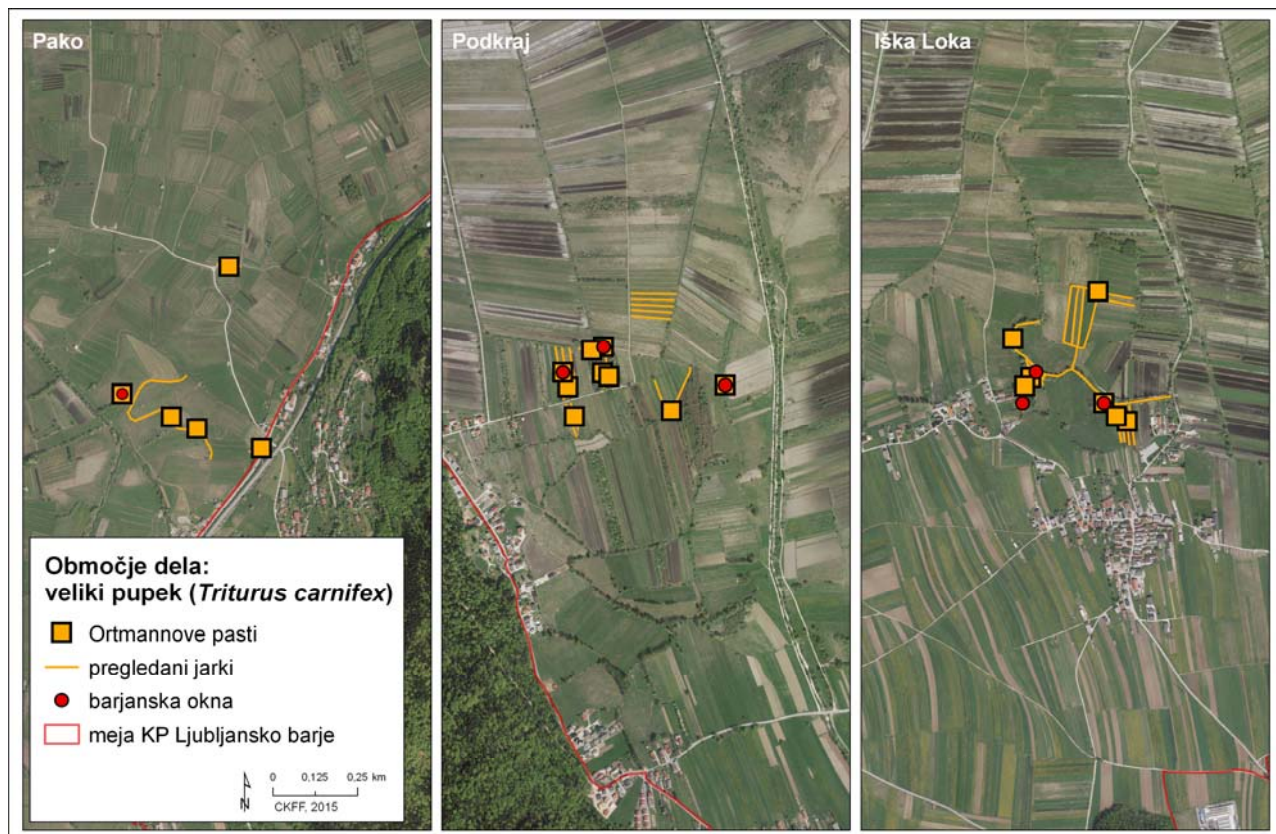 Pako
Podkraj
Iška Loka
Območje dela:
veliki pupek (Triturus carnifex)
Ortmannove pasti
pregledani jarki
barjanska okna
meja KP Ljubljansko barje
N
0 0,125 0,25 km
CKFF, 2015